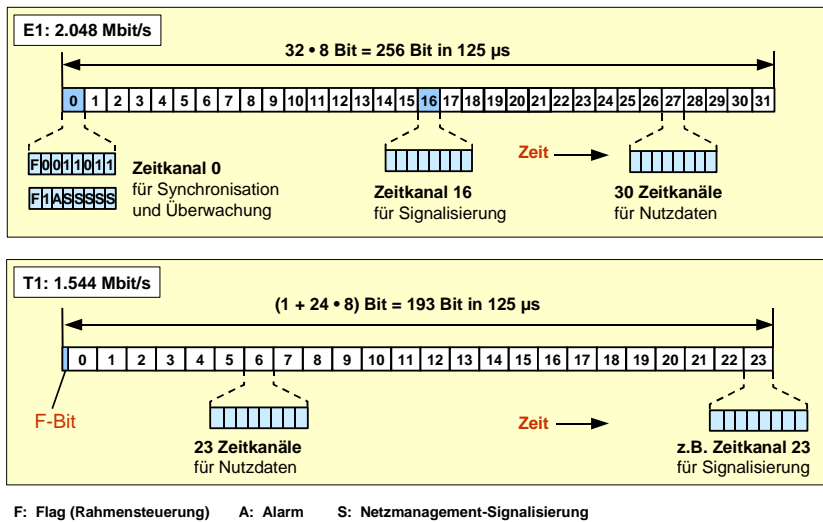 E1: 2.048 Mbit/s
32 • 8 Bit = 256 Bit in 125 µs
0 1 2 3 4 5 6 7 8 9 10 11 12 13 14 15 16 17 18 19 20 21 22 23 24 25 26 27 28 29 30 31
F0011011
F1ASSSSS
Zeitkanal 0
für Synchronisation
und Überwachung
Zeitkanal 16
für Signalisierung
Zeit
30 Zeitkanäle
für Nutzdaten
T1: 1.544 Mbit/s
(1 + 24 • 8) Bit = 193 Bit in 125 µs
0 1 2 3 4 5 6 7 8 9 10 11 12 13 14 15 16 17 18 19 20 21 22 23
F-Bit
23 Zeitkanäle
für Nutzdaten
Zeit
z.B. Zeitkanal 23
für Signalisierung
F: Flag (Rahmensteuerung) A: Alarm S: Netzmanagement-Signalisierung